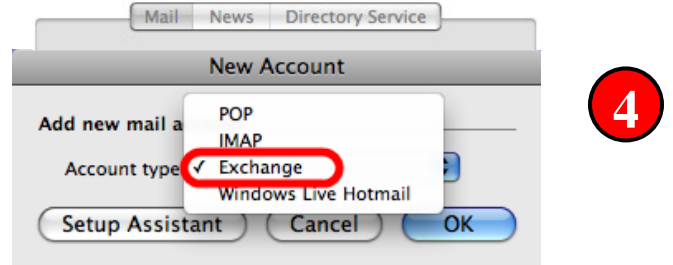 Mail News Directory Service
New Account
POP
Add new mail a
IMAP
Account type
✓ Exchange
Windows Live Hotmail
Setup Assistant Cancel OK
4